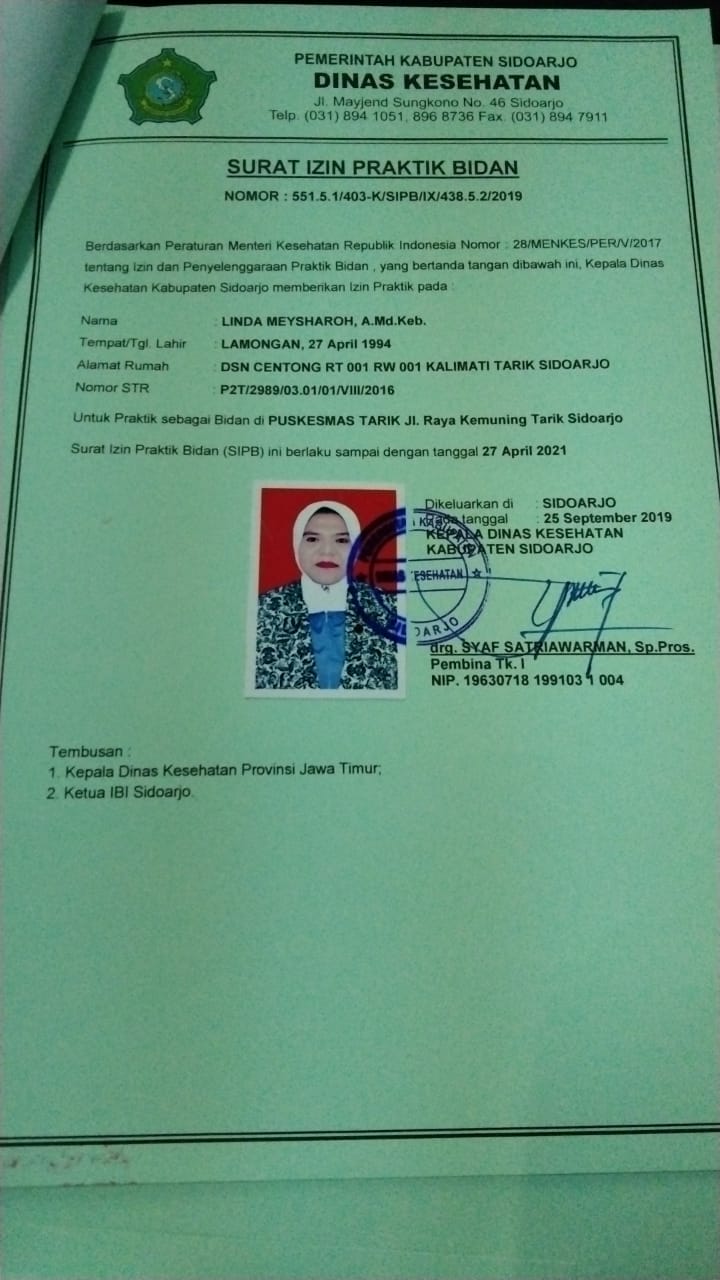 PEMERINTAH KABUPATEN SIDOARJO
DINAS KESEHATAN
Jl. Mayjend Sungkono No. 46 Sidoarjo
Telp. (031) 894 1051, 896 8736 Fax. (031) 894 7911
SURAT IZIN PRAKTIK BIDAN
NOMOR : 551.5.1/403-K/SIPB/IX/438.5.2/2019
Berdasarkan Peraturan Menteri Kesehatan Republik Indonesia Nomor : 28/MENKES/PER/V/2017
tentang Izin dan Penyelenggaraan Praktik Bidan , yang bertanda tangan dibawah ini, Kepala Dinas
Kesehatan Kabupaten Sidoarjo memberikan Izin Praktik pada :
Nama : LINDA MEYSHAROH, A.Md.Keb.
Tempat/Tgl. Lahir : LAMONGAN, 27 April 1994
Alamat Rumah : DSN CENTONG RT 001 RW 001 KALIMATI TARIK SIDOARJO
Nomor STR : P2T/2989/03.01/01/VIII/2016
Untuk Praktik sebagai Bidan di PUSKESMAS TARIK Jl. Raya Kemuning Tarik Sidoarjo
Surat Izin Praktik Bidan (SIPB) ini berlaku sampai dengan tanggal 27 April 2021
Dikeluarkan di : SIDOARJO
Pada tanggal : 25 September 2019
KEPALA DINAS KESEHATAN
KABUPATEN SIDOARJO
drg. SYAF SATRIAWARMAN, Sp.Pros.
Pembina Tk. I
NIP. 19630718 199103 1 004
Tembusan :
1. Kepala Dinas Kesehatan Provinsi Jawa Timur;
2. Ketua IBI Sidoarjo.